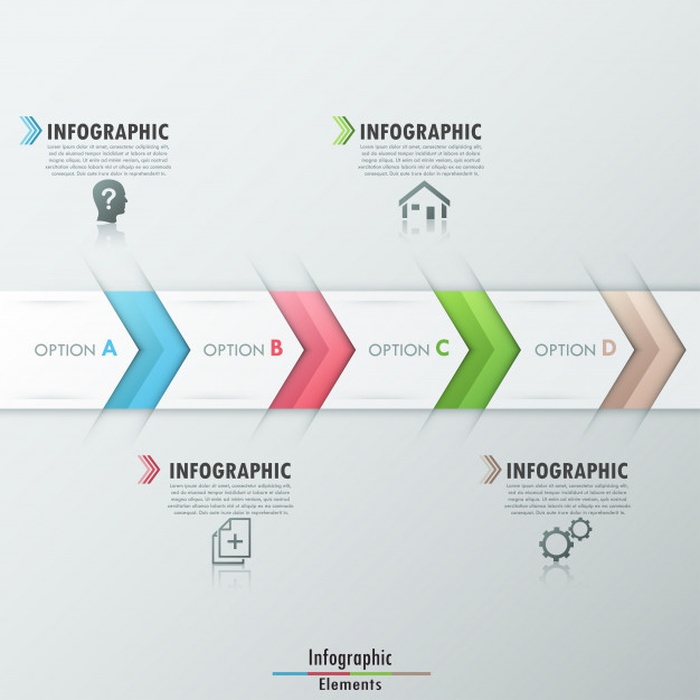 INFOGRAPHIC
Lorem ipsum dolor sit amet, consectetur adipisicing elit,
sed do eiusmod tempor incididunt ut labore et dolore
magna aliqua. Ut enim ad minim veniam, quis nostrud
exercitation ullamco laboris nisi ut aliquip ex ea commodo
consequat. Duis aute irure dolor in reprehenderit in.
INFOGRAPHIC
Lorem ipsum dolor sit amet, consectetur adipisicing elit,
sed do eiusmod tempor incididunt ut labore et dolore
magna aliqua. Ut enim ad minim veniam, quis nostrud
exercitation ullamco laboris nisi ut aliquip ex ea commodo
consequat. Duis aute irure dolor in reprehenderit in.
?
OPTION A
OPTION B
OPTION C
OPTION D
INFOGRAPHIC
Lorem ipsum dolor sit amet, consectetur adipisicing elit,
sed do eiusmod tempor incididunt ut labore et dolore
magna aliqua. Ut enim ad minim veniam, quis nostrud
exercitation ullamco laboris nisi ut aliquip ex ea commodo
consequat. Duis aute irure dolor in reprehenderit in.
INFOGRAPHIC
Lorem ipsum dolor sit amet, consectetur adipisicing elit,
sed do eiusmod tempor incididunt ut labore et dolore
magna aliqua. Ut enim ad minim veniam, quis nostrud
exercitation ullamco laboris nisi ut aliquip ex ea commodo
consequat. Duis aute irure dolor in reprehenderit in.
Infographic
Elements